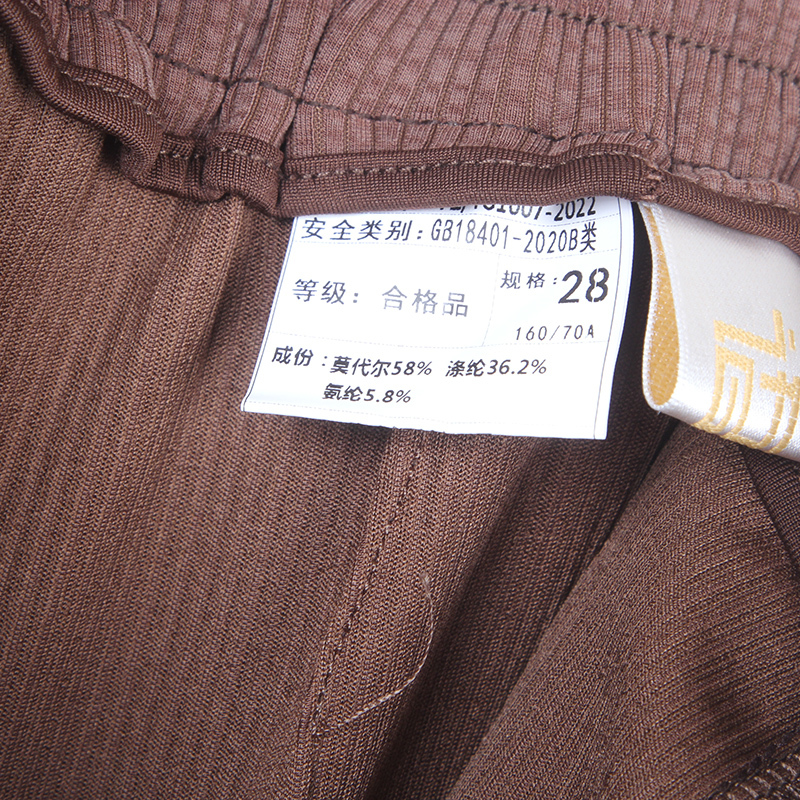 安全类别：GB18401-2020B类
等级：合格品
规格：28
160/70A
成份：莫代尔58% 涤纶36.2%
氨纶5.8%